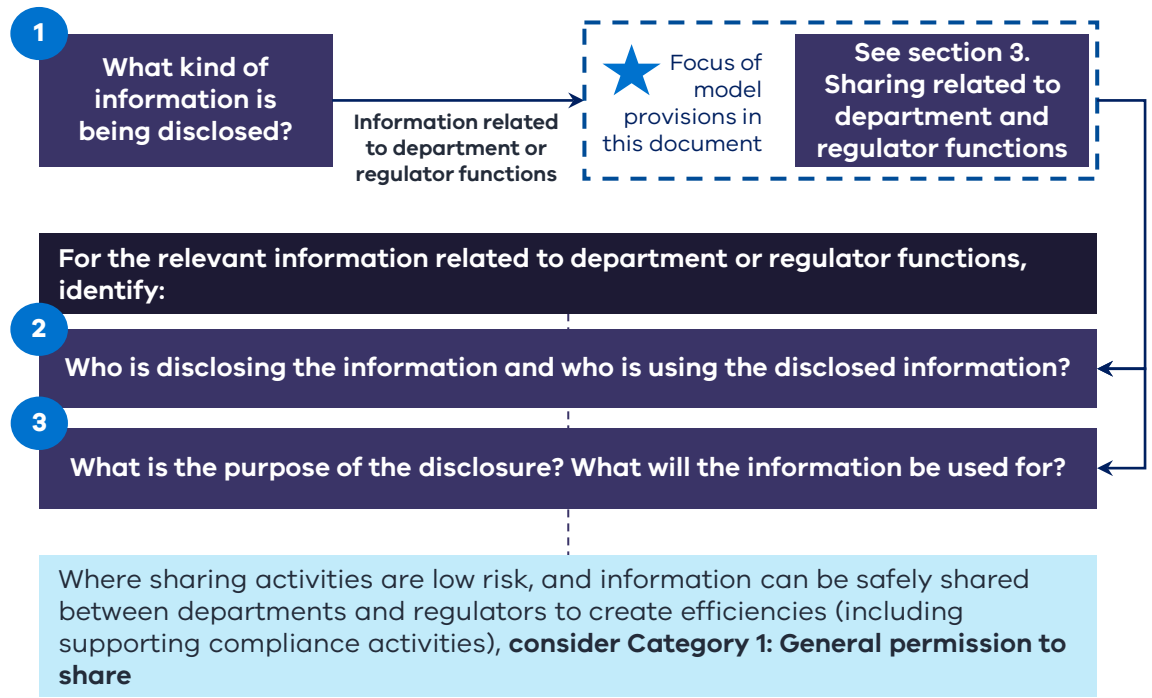 1
What kind of
information is
being disclosed?
Information related
to department or
regulator functions
Focus of
model
provisions in
this document
See section 3.
Sharing related to
department and
regulator functions
For the relevant information related to department or regulator functions,
identify:
2
Who is disclosing the information and who is using the disclosed information?
3
What is the purpose of the disclosure? What will the information be used for?
Where sharing activities are low risk, and information can be safely shared
between departments and regulators to create efficiencies (including
supporting compliance activities), consider Category 1: General permission to
share